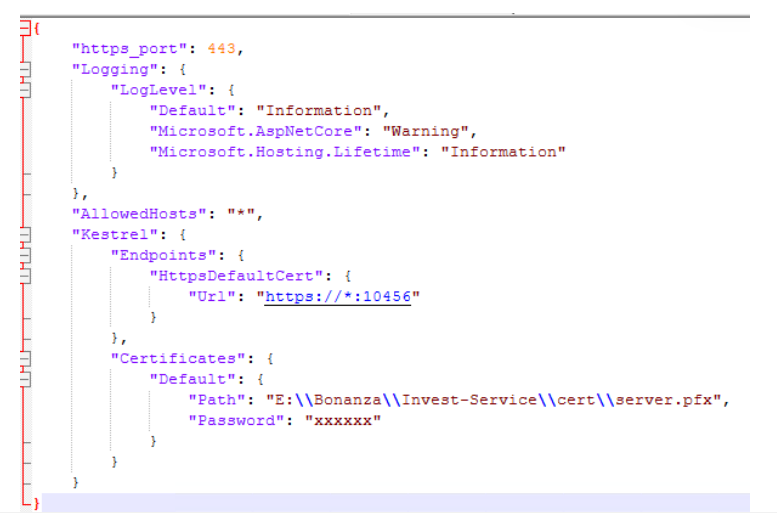 {
    "https_port": 443,
    "Logging": {
        "LogLevel": {
            "Default": "Information",
            "Microsoft.AspNetCore": "Warning",
            "Microsoft.Hosting.Lifetime": "Information"
        }
    },
    "AllowedHosts": "*",
    "Kestrel": {
        "Endpoints": {
            "HttpsDefaultCert": {
                "Url": "https://*:10456"
            }
        },
        "Certificates": {
            "Default": {
                "Path": "E:\\Bonanza\\Invest-Service\\cert\\server.pfx",
                "Password": "xxxxxx"
            }
        }
    }
}